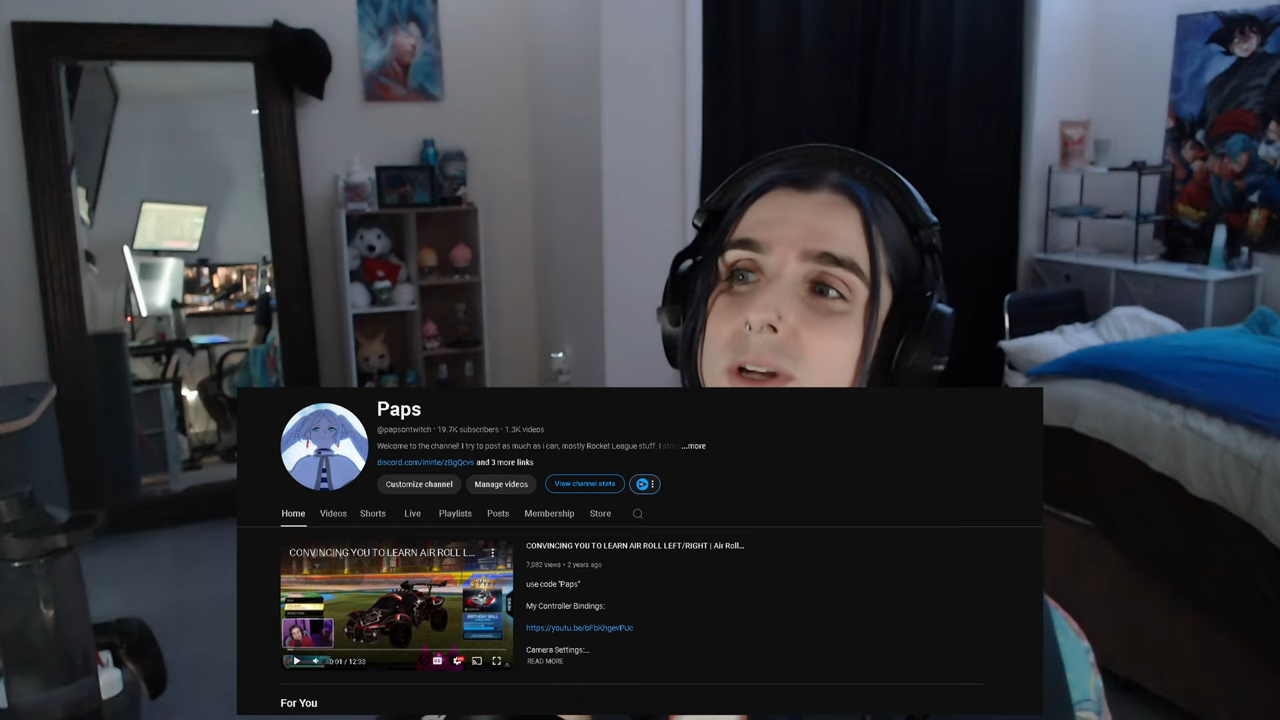 Paps
@papsontwitch · 19.7K subscribers · 1.3K videos
Welcome to the channel! I try to post as much as i can, mostly Rocket League stuff. I ...more
discord.com/invite/zBgQcvs and 3 more links
Customize channel Manage videos View channel stats
Home Videos Shorts Live Playlists Posts Membership Store
CONVINCING YOU TO LEARN AIR ROLL L...
0:01 / 12:33
CONVINCING YOU TO LEARN AIR ROLL LEFT/RIGHT | Air Roll...
7,082 views • 2 years ago
use code "Paps"
My Controller Bindings:
https://youtu.be/bFbKhgevPUc
Camera Settings:...
READ MORE
For You